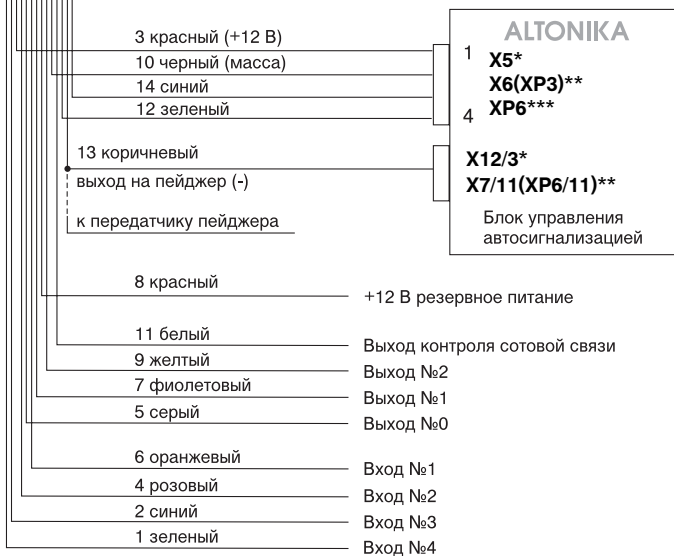 3 красный (+12 В)
10 черный (масса)
14 синий
12 зеленый
ALTONIKA
1
X5*
X6(XP3)**
4
XP6***
13 коричневый
выход на пейджер (-)
к передатчику пейджера
X12/3*
X7/11(XP6/11)**
Блок управления
автосигнализацией
8 красный
+12 В резервное питание
11 белый
Выход контроля сотовой связи
9 желтый
Выход №2
7 фиолетовый
Выход №1
5 серый
Выход №0
6 оранжевый
Вход №1
4 розовый
Вход №2
2 синий
Вход №3
1 зеленый
Вход №4